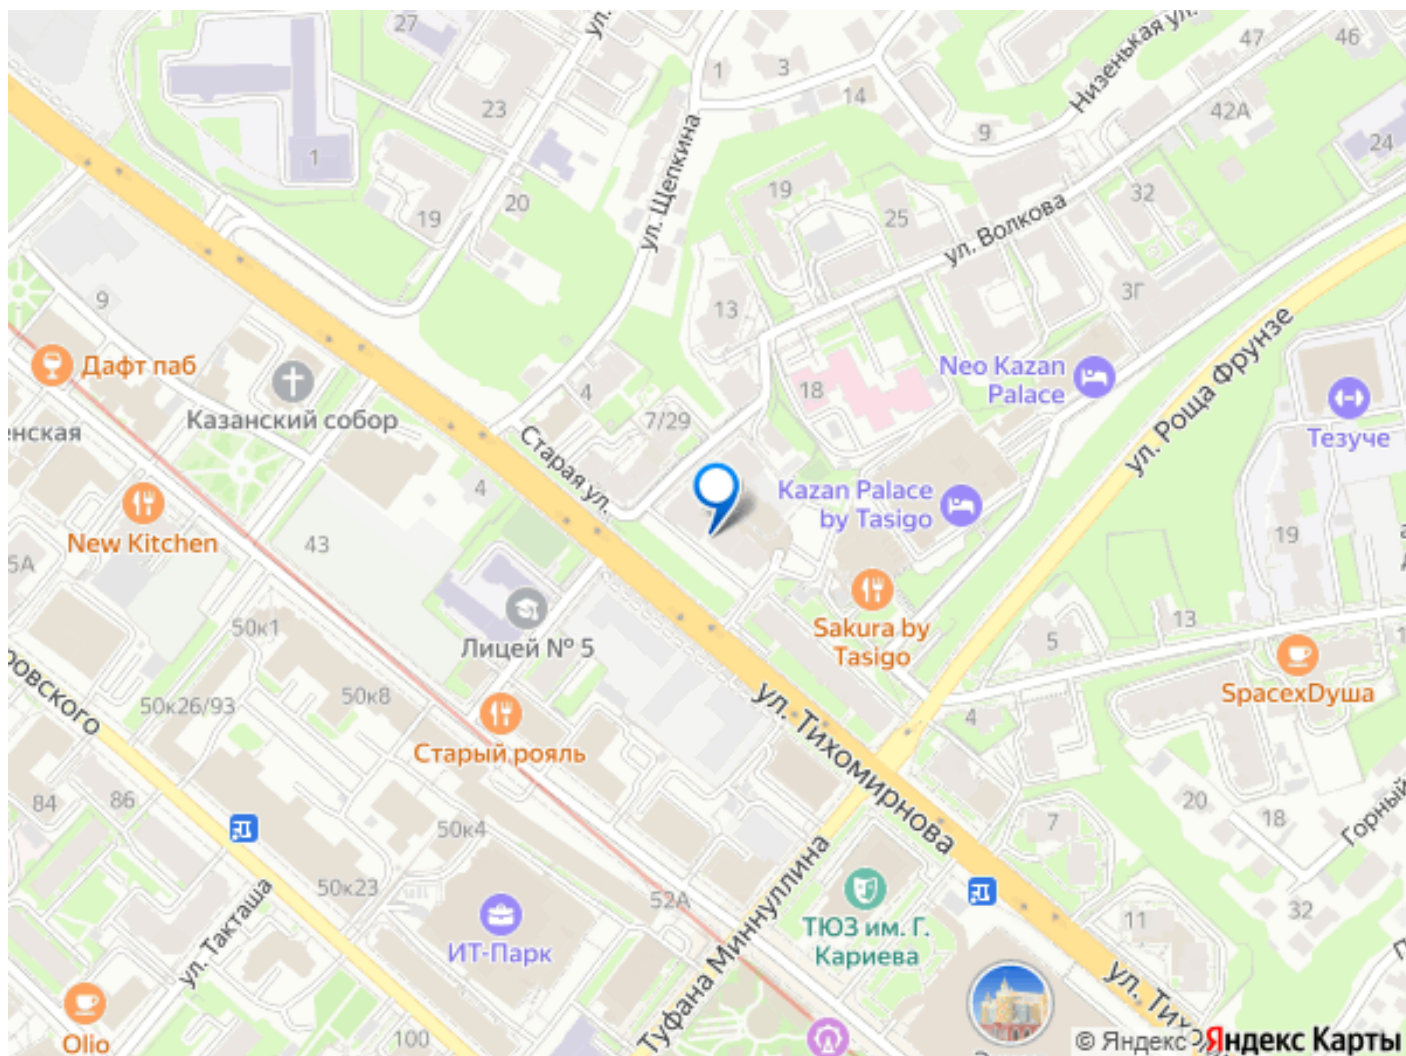 27
ул.
1
3
47
46
Низенькая ул.
14
42А
23
9
24
1
ул. Щепкина
19
32
20
19
25
ул. Волкова
3Г
9
13
ул. Роща Фрунзе
Дафт паб
Neo Kazan
Palace
18
4
Казанский собор
7/29
Тезуче
нская
Старая ул.
4
Kazan Palace
by Tasigo
New Kitchen
43
19
5А
Лицей № 5
Sakura by
Tasigo
13
5
50к1
SpacexDуша
50к8
50к26/93
ул. Тихомирнова
4
Старый рояль
ровского
84
86
50к4
20
18
7
Горный
50к23
52А
ул. Такташа
ТЮЗ им. Г.
Кариева
ИТ-Парк
11
32
Туфана Миннуллина
ул. Тихо
Olio
100
© Яндекс Яндекс Карты